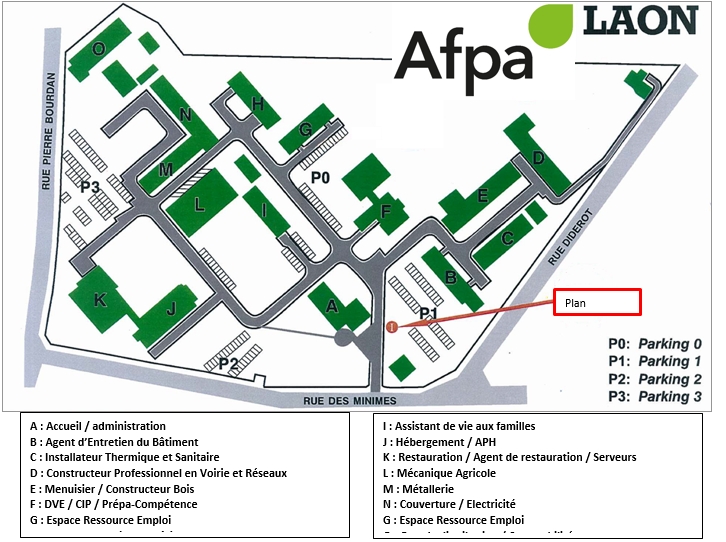 Afpa LAON
O
N
H
G
M
P0
D
P3
L
I
E
F
C
B
K
J
A
P1
P2
Plan
RUE PIERRE BOURDAN
RUE DIDEROT
RUE DES MINIMES
P0: Parking 0
P1: Parking 1
P2: Parking 2
P3: Parking 3
A : Accueil / administration
B : Agent d’Entretien du Bâtiment
C : Installateur Thermique et Sanitaire
D : Constructeur Professionnel en Voirie et Réseaux
E : Menuisier / Constructeur Bois
F : DVE / CIP / Prépa-Compétence
G : Espace Ressource Emploi
I : Assistant de vie aux familles
J : Hébergement / APH
K : Restauration / Agent de restauration / Serveurs
L : Mécanique Agricole
M : Métallerie
N : Couverture / Electricité
G : Espace Ressource Emploi